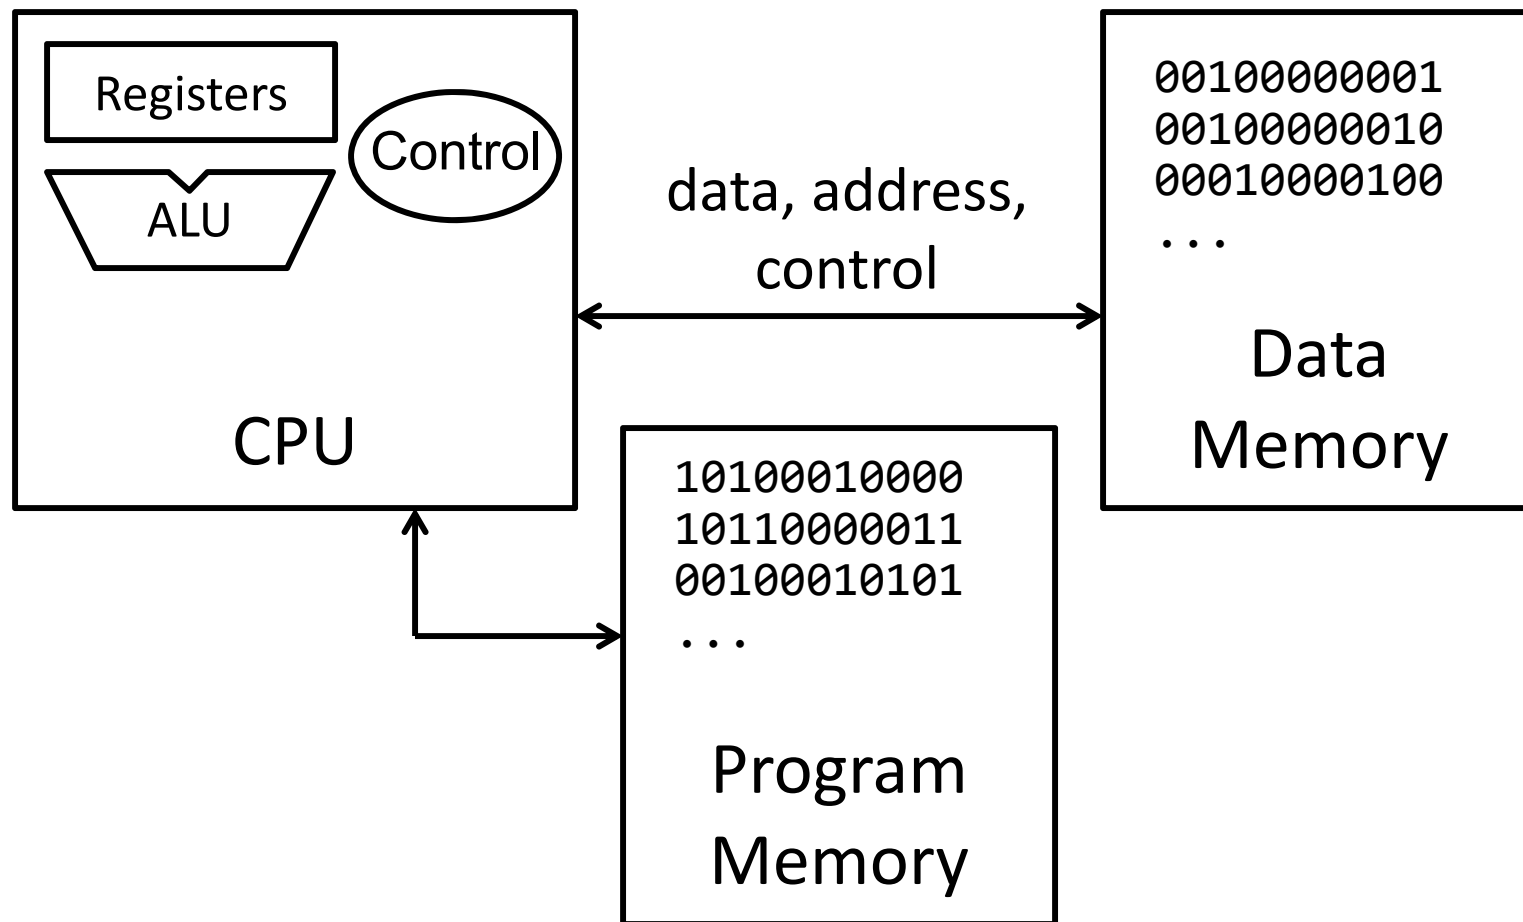 Registers
Control
ALU
CPU
data, address,
control
00100000001
00100000010
00010000100
...
Data
Memory
10100010000
10110000011
00100010101
...
Program
Memory